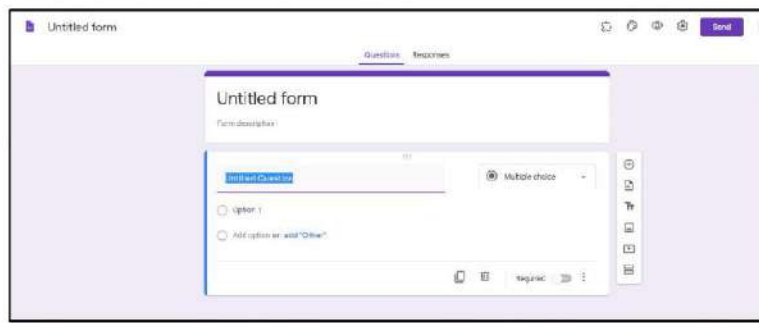 Untitled form
Send
Questions Responses
Untitled form
Form description
Untitled Question
Multiple choice
Option 1
Add option or add "Other"
Required
Tr